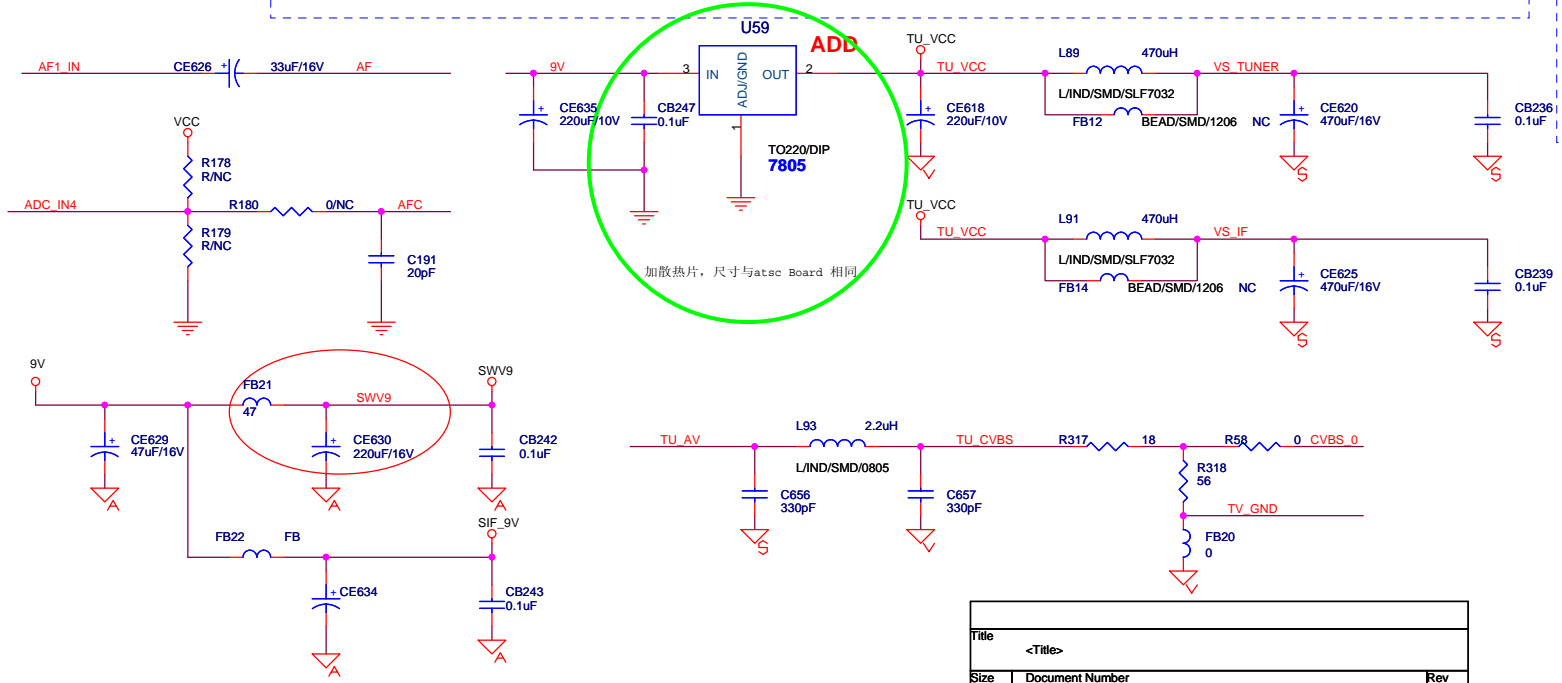 U59
ADD
AF1_IN
CE626
+
33uF/16V
AF
9V
3
IN
ADJ/GND
OUT
2
1
CE635
+
220uF/10V
CB247
0.1uF
TO220/DIP
7805
加散热片，尺寸与atsc Board 相同
TU_VCC
TU_VCC
CE618
+
220uF/10V
V
L89
470uH
L/IND/SMD/SLF7032
FB12
BEAD/SMD/1206
VS_TUNER
NC
CE620
+
470uF/16V
S
CB236
0.1uF
S
VCC
R178
R/NC
ADC_IN4
R180
0/NC
AFC
R179
R/NC
C191
20pF
TU_VCC
TU_VCC
L91
470uH
L/IND/SMD/SLF7032
FB14
BEAD/SMD/1206
VS_IF
NC
CE625
+
470uF/16V
S
CB239
0.1uF
S
9V
FB21
47
SWV9
SWV9
CE629
+
47uF/16V
A
CE630
+
220uF/16V
A
CB242
0.1uF
A
FB22
FB
SIF_9V
CE634
+
A
CB243
0.1uF
A
TU_AV
L93
2.2uH
L/IND/SMD/0805
TU_CVBS
R317
18
R58
0
CVBS_0
C656
330pF
S
C657
330pF
V
R318
56
TV_GND
FB20
0
V
Title
<Title>
Size
Document Number
Rev